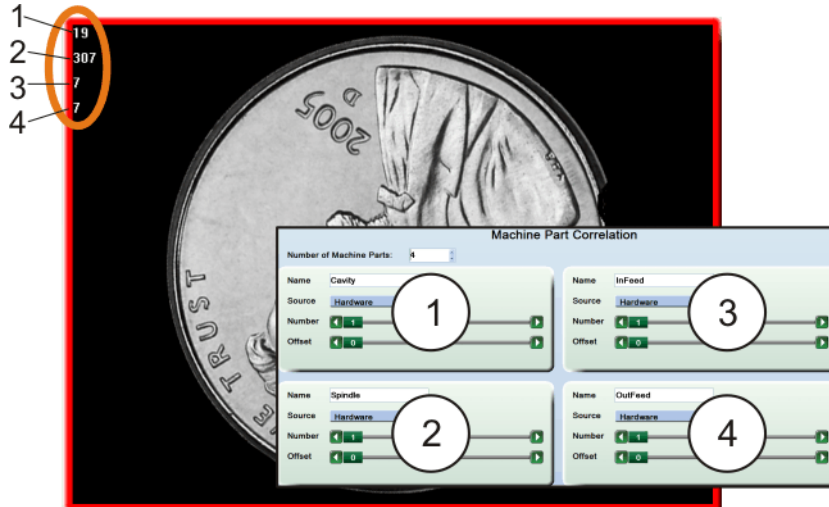 1
19
2
307
3
7
4
7
2005
D
TRUST
Machine Part Correlation
Number of Machine Parts: 4
Name Cavity
Source Hardware
Number 1
Offset 0
1
Name InFeed
Source Hardware
Number 1
Offset 0
3
Name Spindle
Source Hardware
Number 1
Offset 0
2
Name OutFeed
Source Hardware
Number 1
Offset 0
4